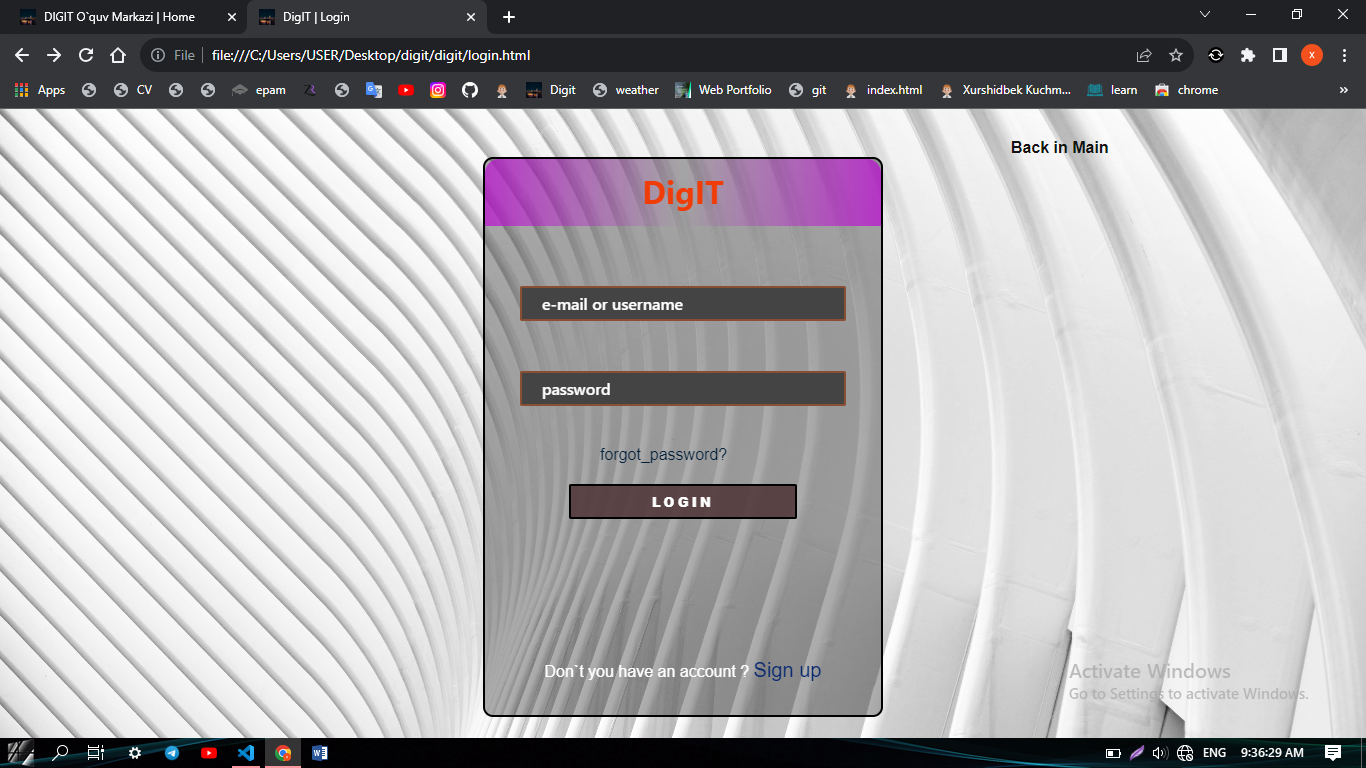 DIGIT O`quv Markazi | Home
DigIT | Login
File
file:///C:/Users/USER/Desktop/digit/digit/login.html
X
Apps
CV
epam
Digit
weather
Web Portfolio
git
index.html
Xurshidbek Kuchm...
learn
chrome
»
Back in Main
DigIT
e-mail or username
password
forgot_password?
LOGIN
Don`t you have an account ? Sign up
Activate Windows
Go to Settings to activate Windows.
ENG
9:36:29 AM